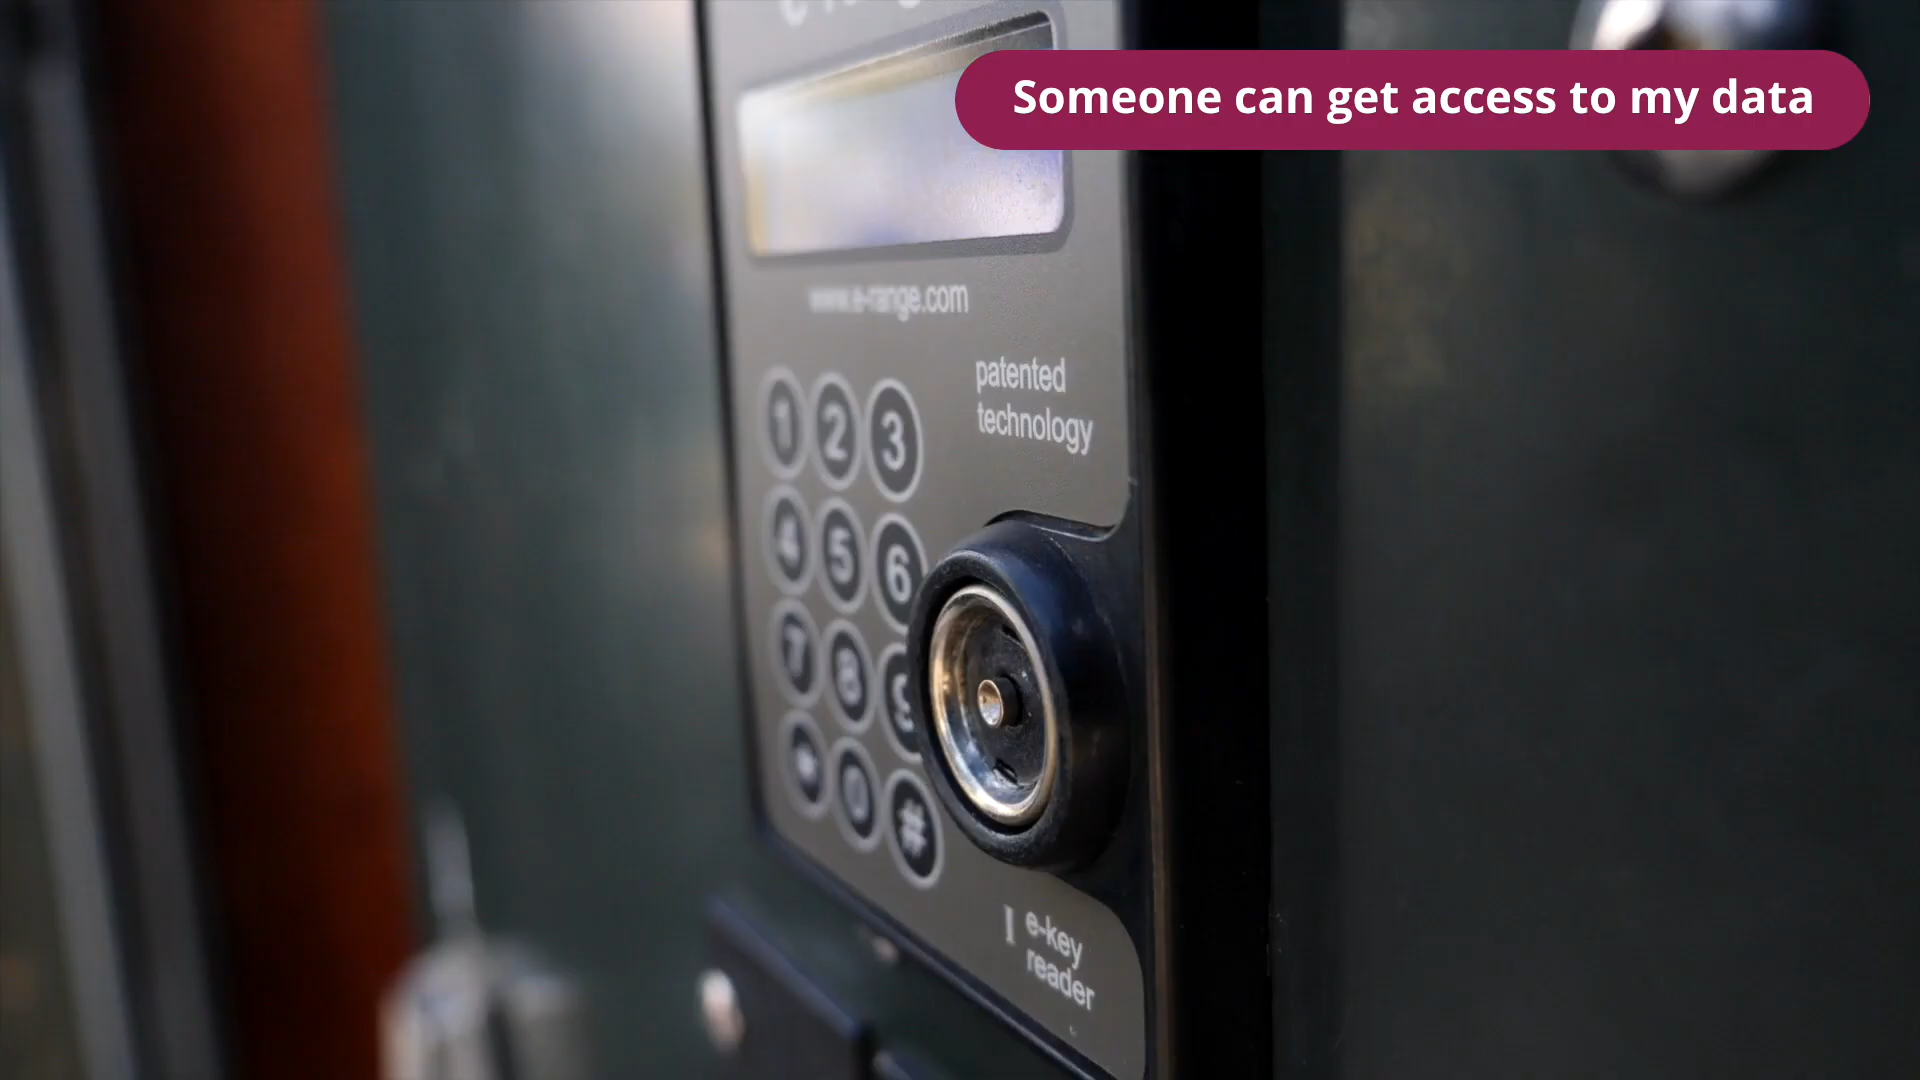 Someone can get access to my data
www.e-range.com
patented
technology
1 2 3
4 5 6
7 8 9
* 0 #
e-key
reader